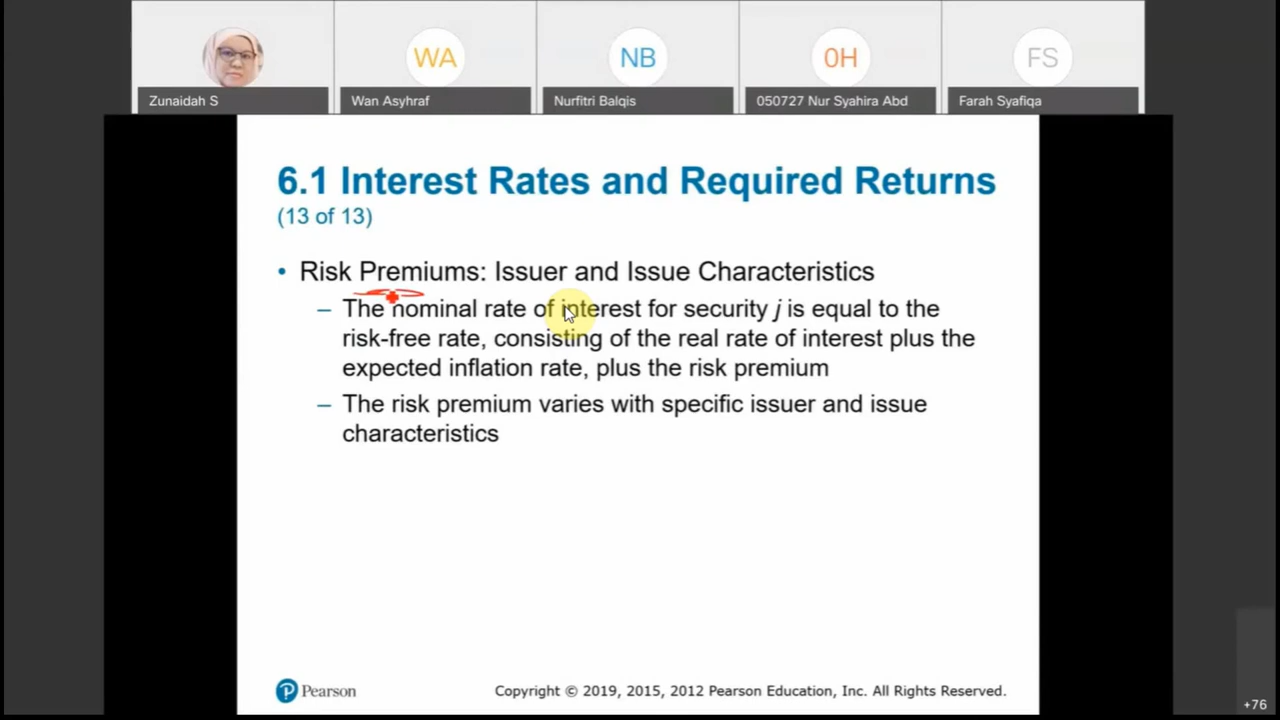 WA
NB
0H
FS
Zunaidah S
Wan Asyhraf
Nurfitri Balqis
050727 Nur Syahira Abd
Farah Syafiqa
6.1 Interest Rates and Required Returns
(13 of 13)
• Risk Premiums: Issuer and Issue Characteristics
– The nominal rate of interest for security j is equal to the
risk-free rate, consisting of the real rate of interest plus the
expected inflation rate, plus the risk premium
– The risk premium varies with specific issuer and issue
characteristics
P Pearson
Copyright © 2019, 2015, 2012 Pearson Education, Inc. All Rights Reserved.
+76